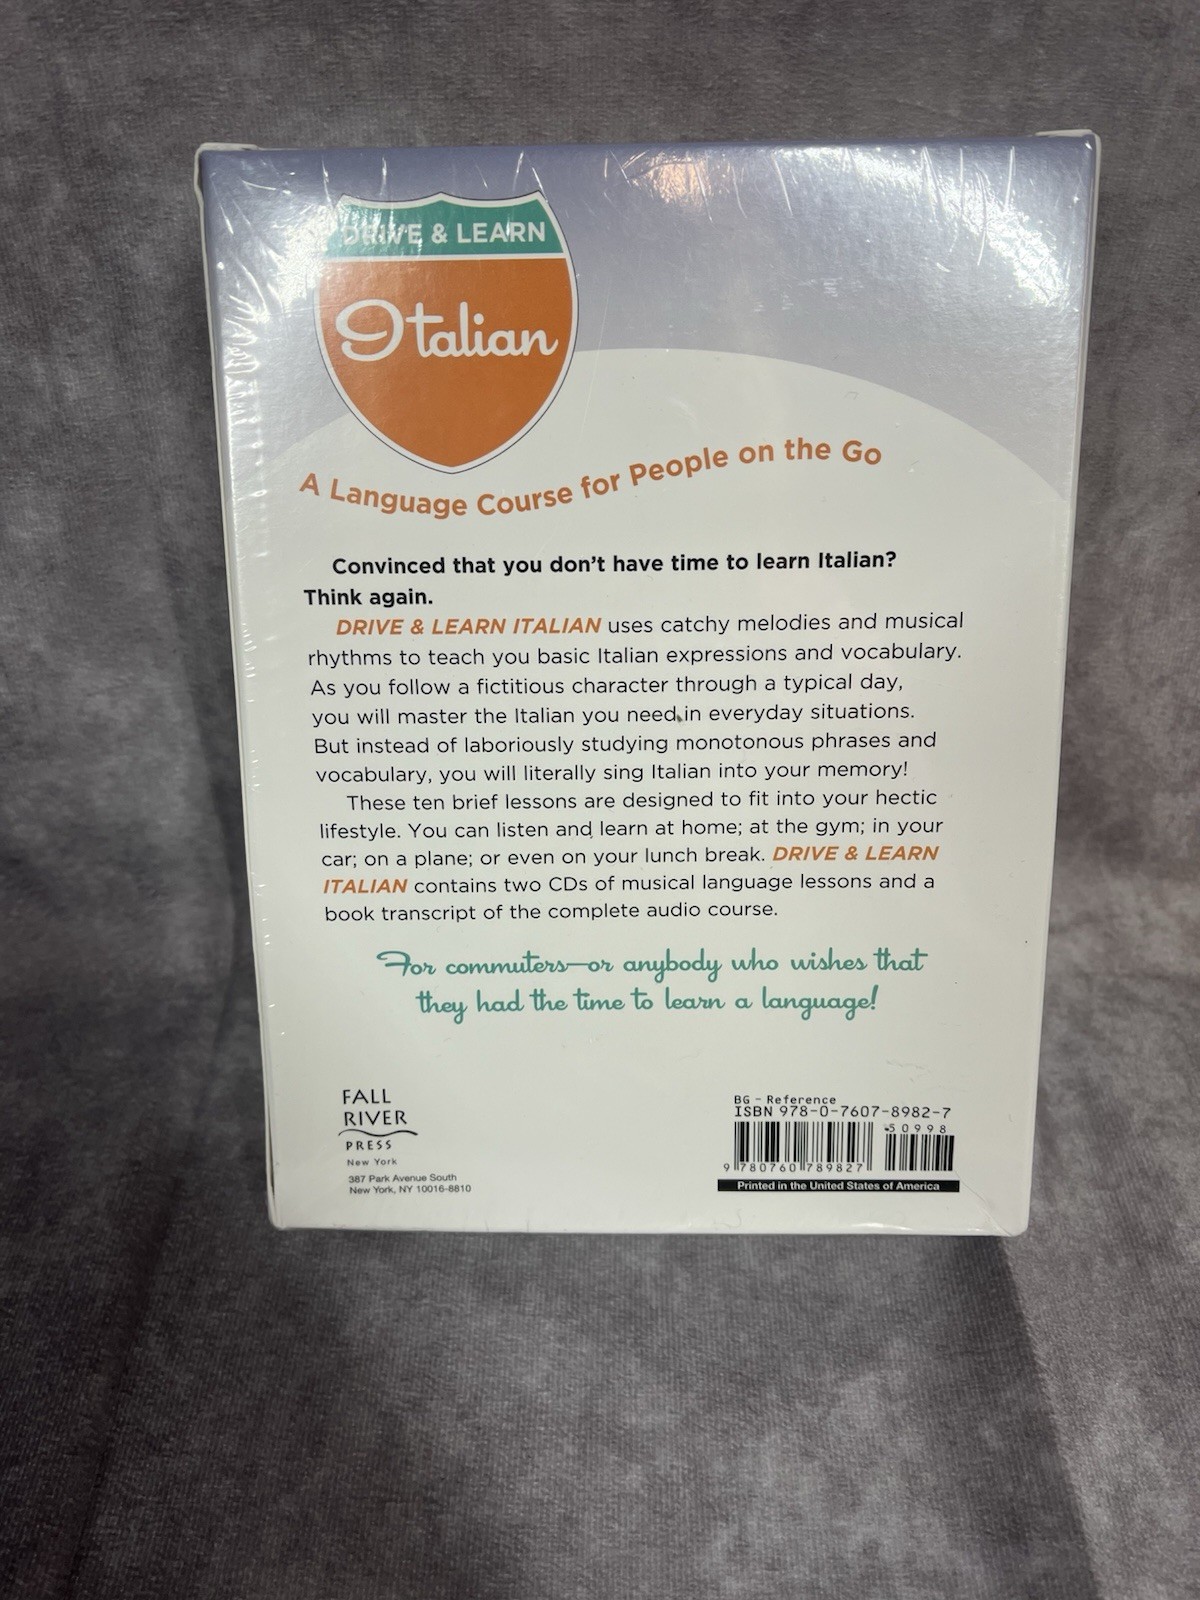 DRIVE & LEARN
Italian
A Language Course for People on the Go
Convinced that you don't have time to learn Italian?
Think again.
DRIVE & LEARN ITALIAN uses catchy melodies and musical
rhythms to teach you basic Italian expressions and vocabulary.
As you follow a fictitious character through a typical day,
you will master the Italian you need in everyday situations.
But instead of laboriously studying monotonous phrases and
vocabulary, you will literally sing Italian into your memory!
These ten brief lessons are designed to fit into your hectic
lifestyle. You can listen and learn at home; at the gym; in your
car; on a plane; or even on your lunch break. DRIVE & LEARN
ITALIAN contains two CDs of musical language lessons and a
book transcript of the complete audio course.
For commuters—or anybody who wishes that
they had the time to learn a language!
FALL
RIVER
PRESS
New York
387 Park Avenue South
New York, NY 10016-8810
BG - Reference
ISBN 978-0-7607-8982-7
50998
9 780760 789827
Printed in the United States of America